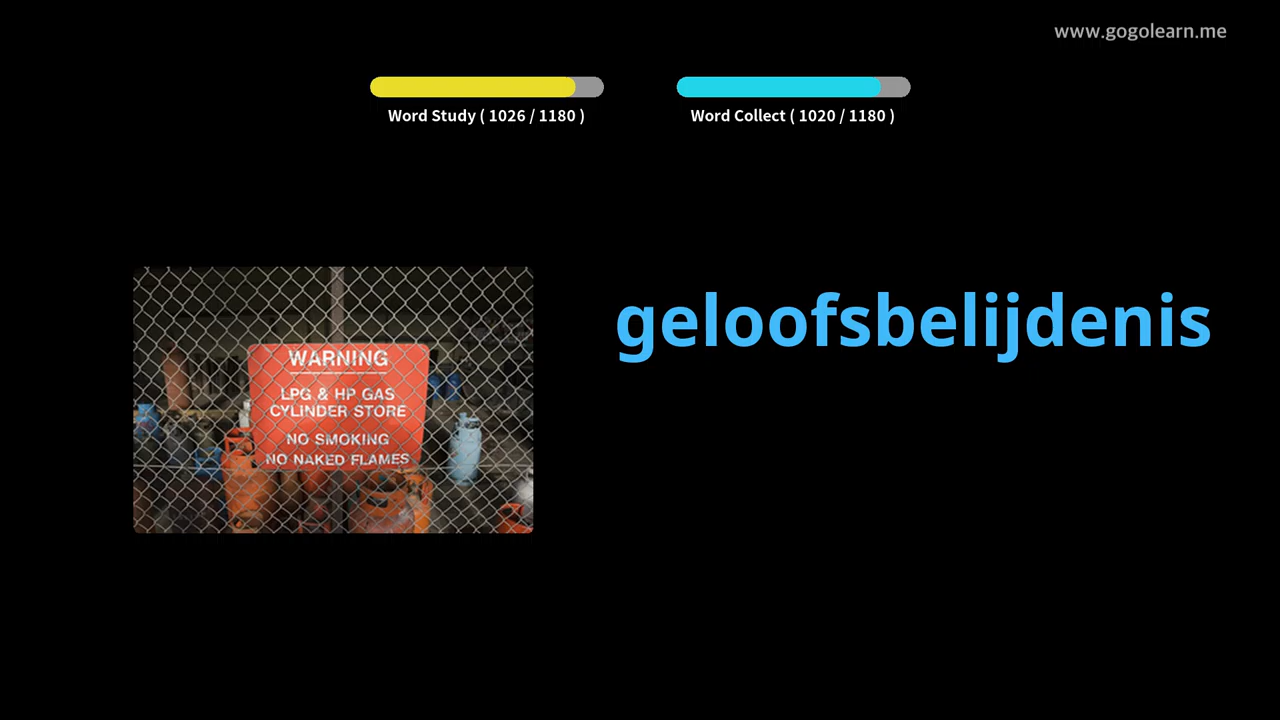 www.gogolearn.me
Word Study ( 1026 / 1180 )
Word Collect ( 1020 / 1180 )
geloofsbelijdenis
WARNING
LPG & HP GAS
CYLINDER STORE
NO SMOKING
NO NAKED FLAMES